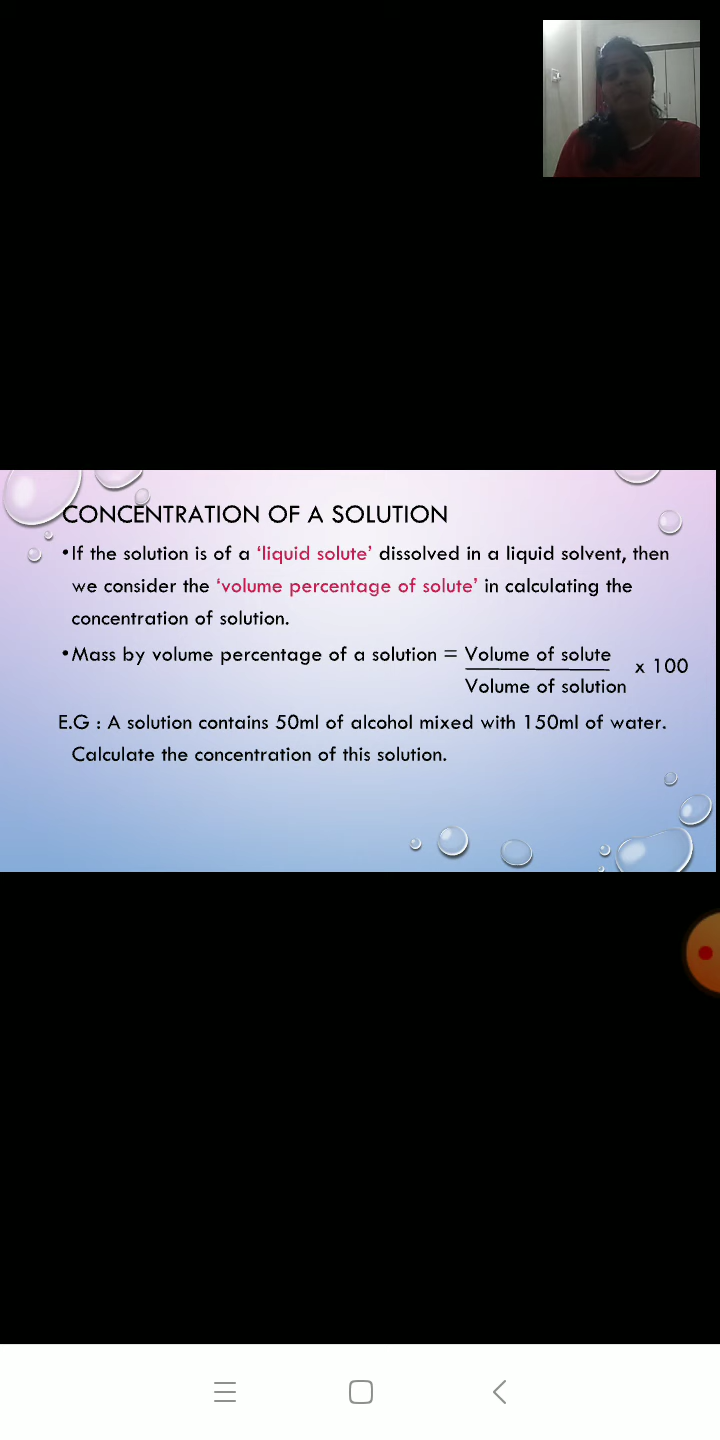 CONCENTRATION OF A SOLUTION
•If the solution is of a ‘liquid solute’ dissolved in a liquid solvent, then
we consider the ‘volume percentage of solute’ in calculating the
concentration of solution.
•Mass by volume percentage of a solution = Volume of solute x 100
Volume of solution
E.G : A solution contains 50ml of alcohol mixed with 150ml of water.
Calculate the concentration of this solution.